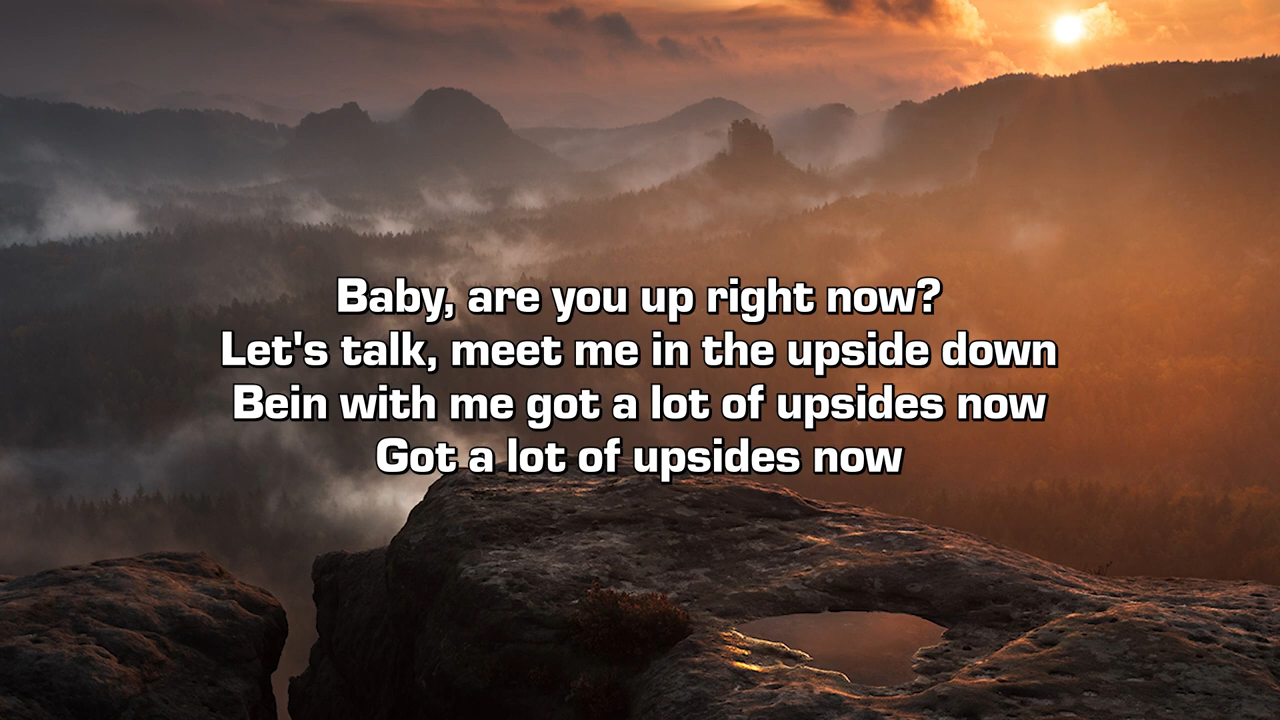 Baby, are you up right now?
Let's talk, meet me in the upside down
Bein with me got a lot of upsides now
Got a lot of upsides now